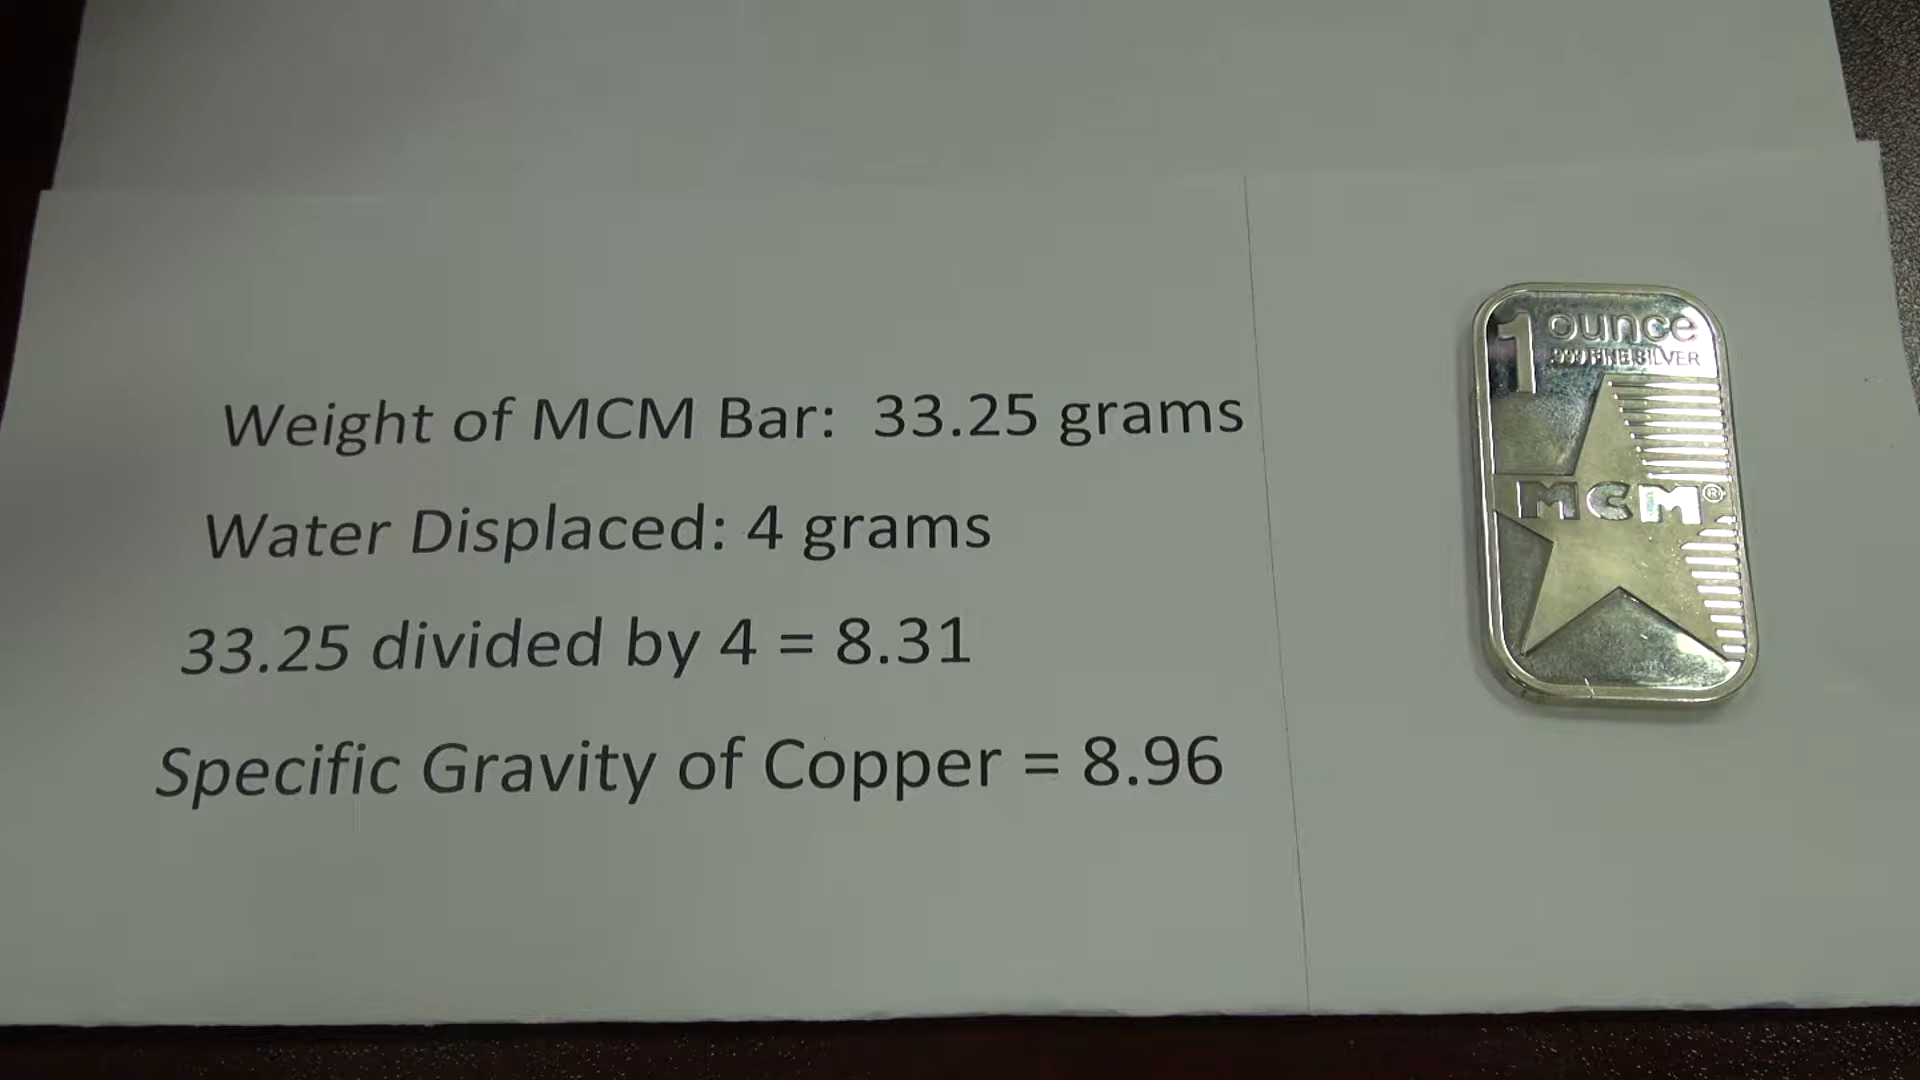 Weight of MCM Bar: 33.25 grams
Water Displaced: 4 grams
33.25 divided by 4 = 8.31
Specific Gravity of Copper = 8.96
1 ounce
.999 FINE SILVER
MCM®